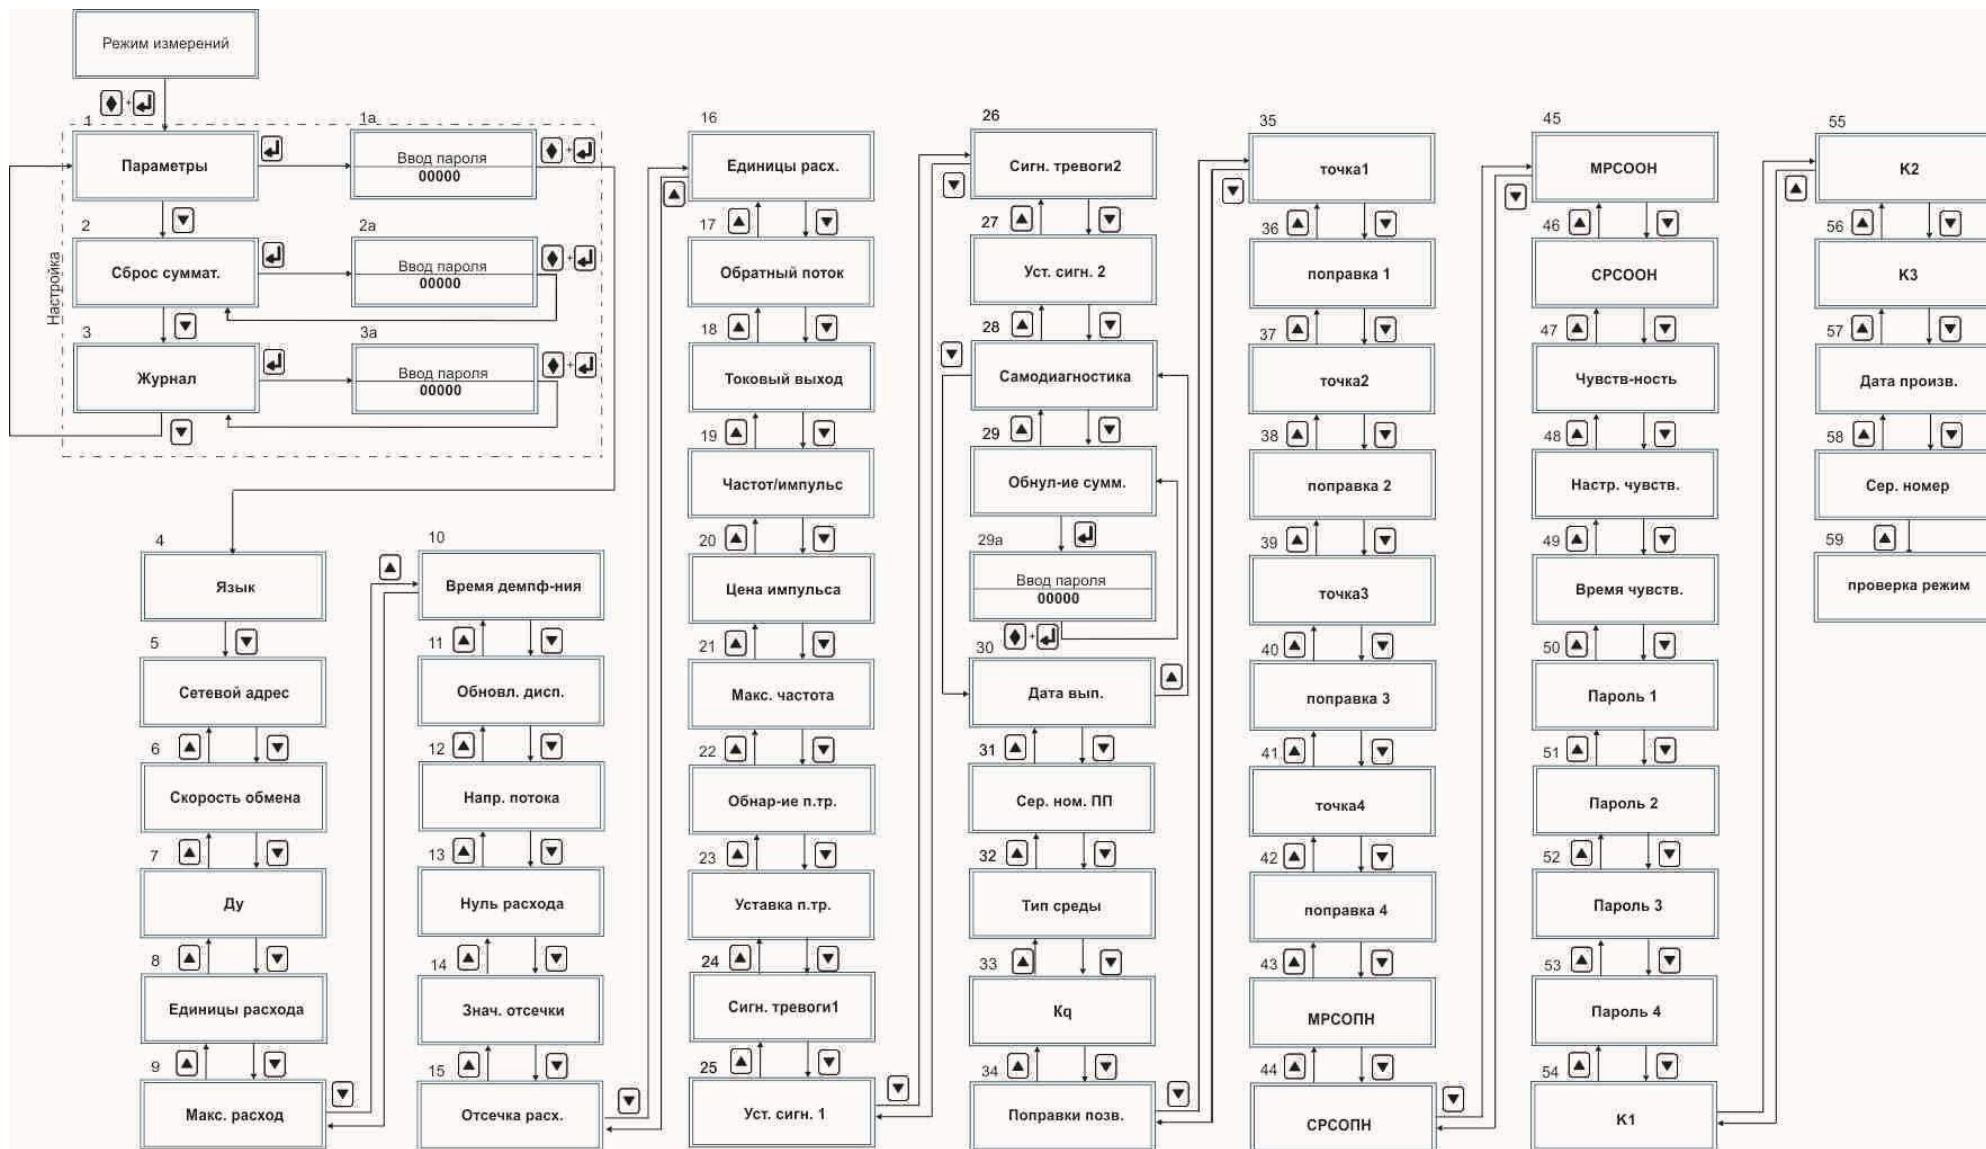 Режим измерений
Настройка
1
Параметры
1а
Ввод пароля
00000
2
Сброс суммат.
2а
Ввод пароля
00000
3
Журнал
3а
Ввод пароля
00000
4
Язык
5
Сетевой адрес
6
Скорость обмена
7
Ду
8
Единицы расхода
9
Макс. расход
10
Время демпф-ния
11
Обновл. дисп.
12
Напр. потока
13
Нуль расхода
14
Знач. отсечки
15
Отсечка расх.
16
Единицы расх.
17
Обратный поток
18
Токовый выход
19
Частот/импульс
20
Цена импульса
21
Макс. частота
22
Обнар-ие п.тр.
23
Уставка п.тр.
24
Сигн. тревоги1
25
Уст. сигн. 1
26
Сигн. тревоги2
27
Уст. сигн. 2
28
Самодиагностика
29
Обнул-ие сумм.
29а
Ввод пароля
00000
30
Дата вып.
31
Сер. ном. ПП
32
Тип среды
33
Kq
34
Поправки позв.
35
точка1
36
поправка 1
37
точка2
38
поправка 2
39
точка3
40
поправка 3
41
точка4
42
поправка 4
43
МРСОПН
44
СРСОПН
45
МРСООН
46
СРСООН
47
Чувств-ность
48
Настр. чувств.
49
Время чувств.
50
Пароль 1
51
Пароль 2
52
Пароль 3
53
Пароль 4
54
К1
55
К2
56
К3
57
Дата произв.
58
Сер. номер
59
проверка режим